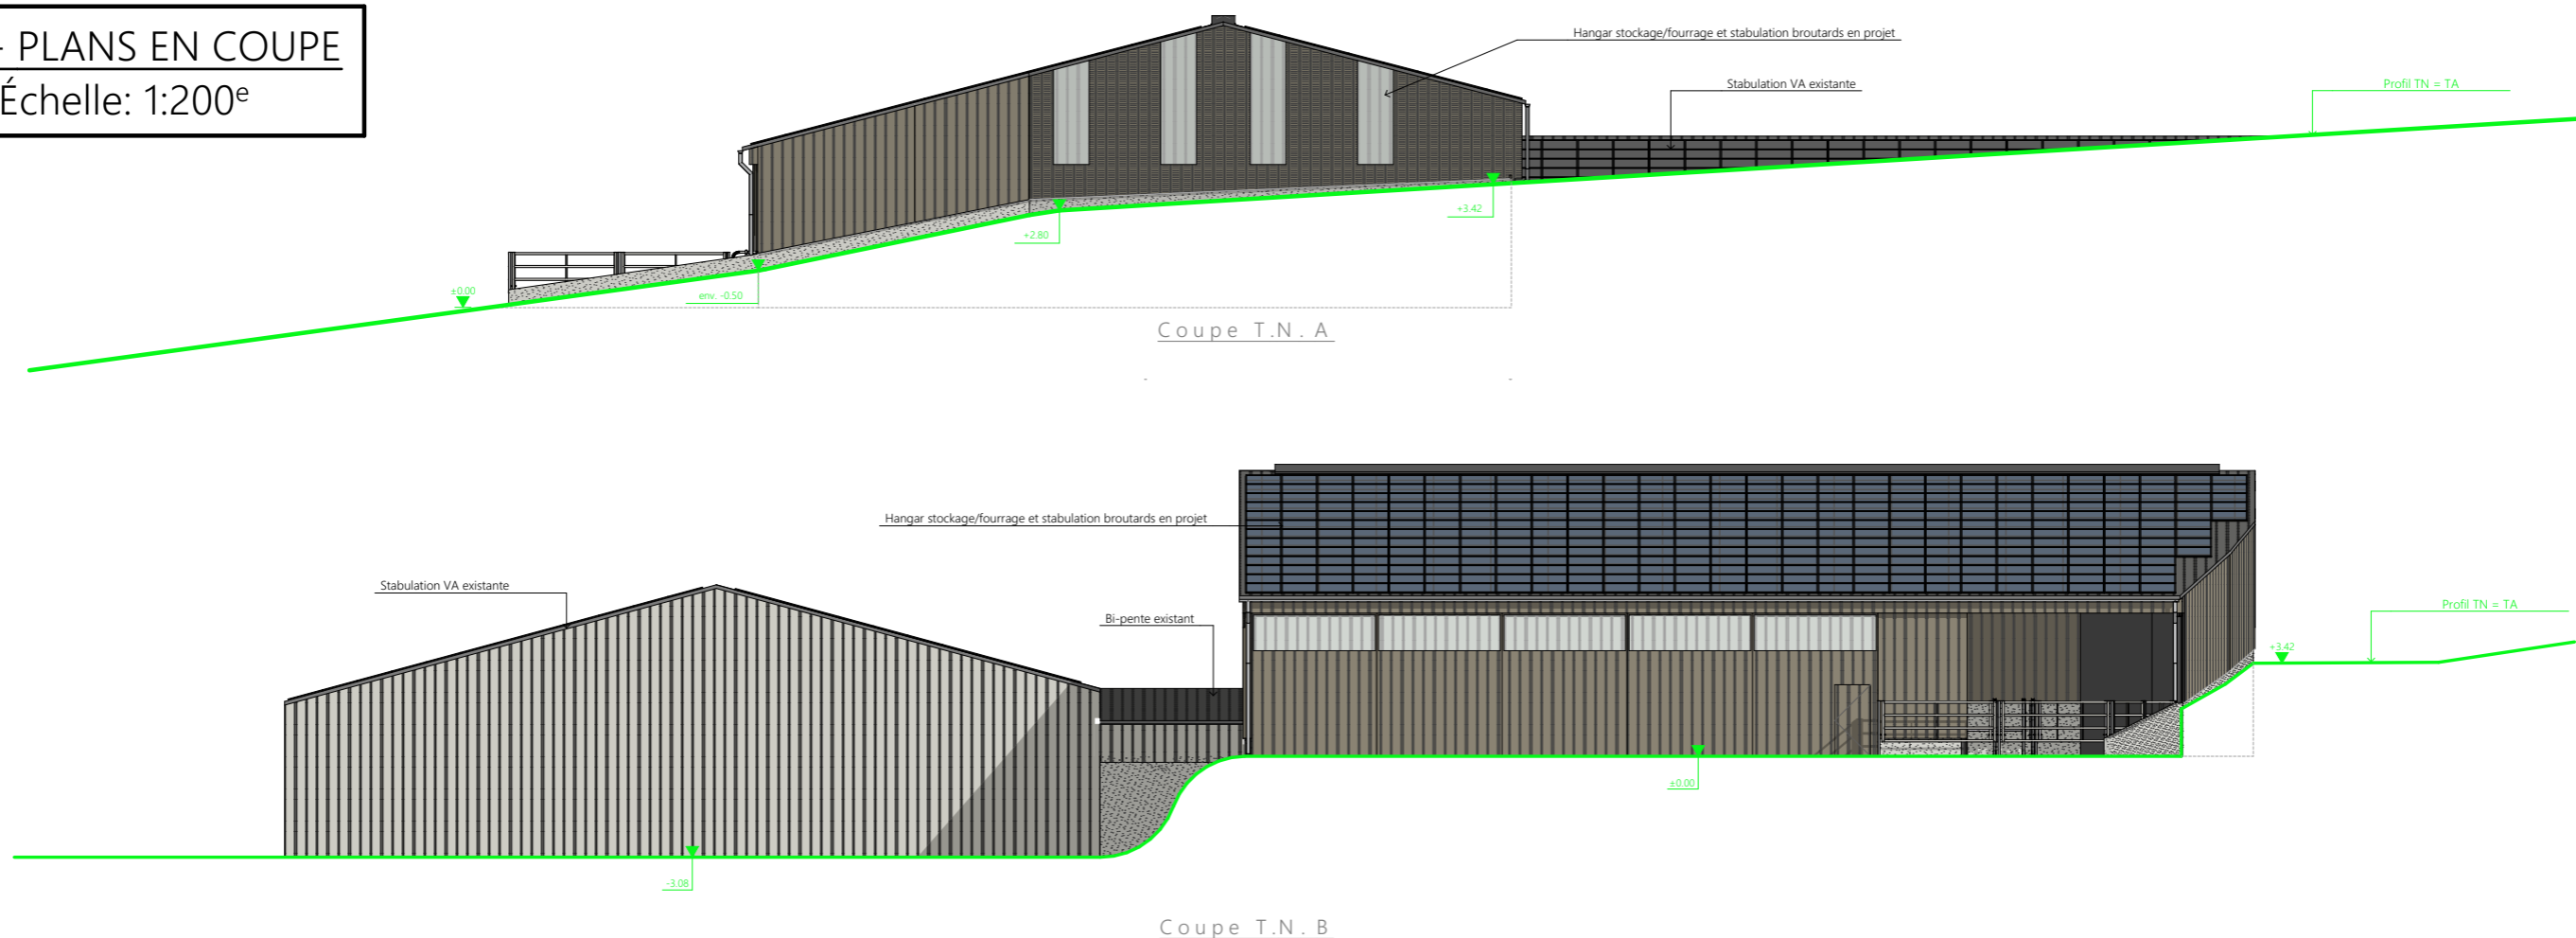 - PLANS EN COUPE
Échelle: 1:200e
Hangar stockage/fourrage et stabulation broutards en projet
Stabulation VA existante
Profil TN = TA
+3.42
+2.80
±0.00
env. -0.50
Coupe T.N. A
Hangar stockage/fourrage et stabulation broutards en projet
Stabulation VA existante
Bi-pente existant
Profil TN = TA
+3.42
±0.00
-3.08
Coupe T.N. B